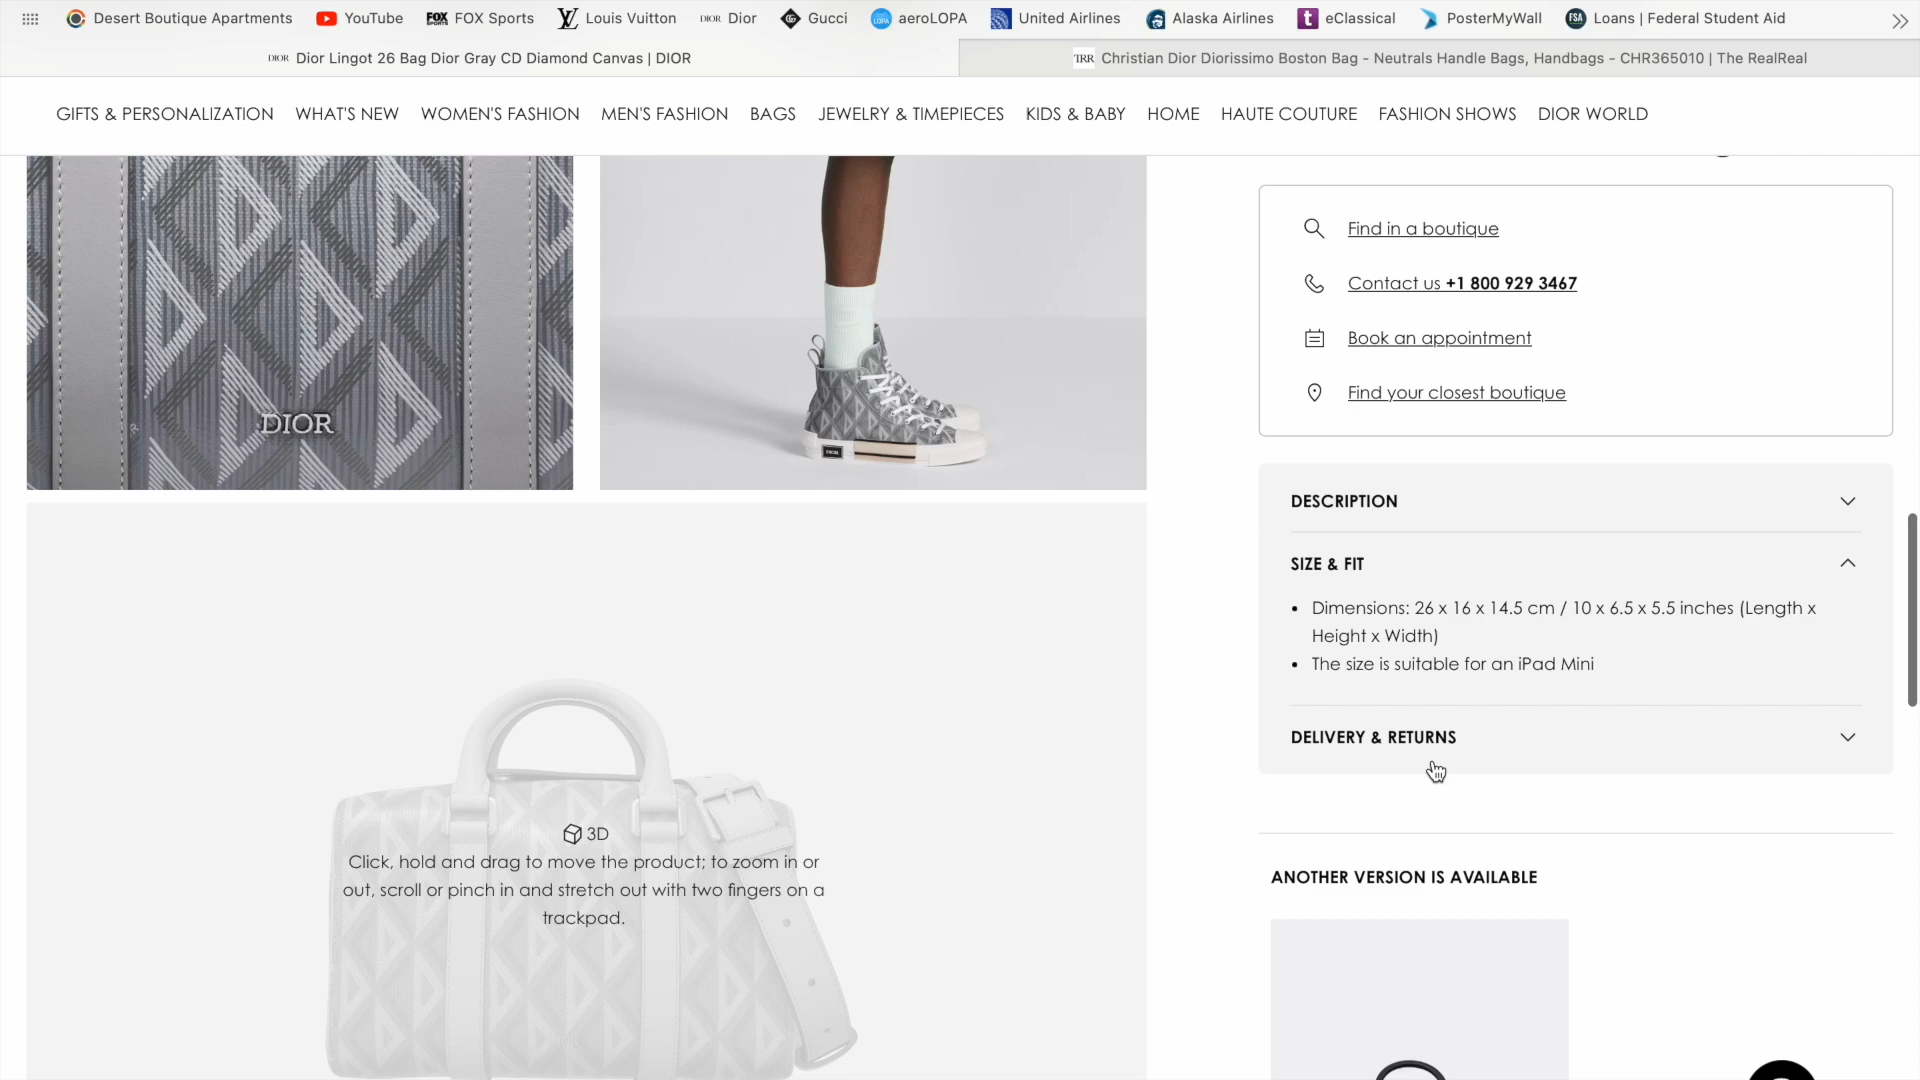 Desert Boutique Apartments YouTube FOX SPORTS FOX Sports Louis Vuitton DIOR Dior Gucci LOPA aeroLOPA United Airlines Alaska Airlines t eClassical PosterMyWall FSA Loans | Federal Student Aid
DIOR Dior Lingot 26 Bag Dior Gray CD Diamond Canvas | DIOR
TRR Christian Dior Diorissimo Boston Bag - Neutrals Handle Bags, Handbags - CHR365010 | The RealReal
GIFTS & PERSONALIZATION WHAT'S NEW WOMEN'S FASHION MEN'S FASHION BAGS JEWELRY & TIMEPIECES KIDS & BABY HOME HAUTE COUTURE FASHION SHOWS DIOR WORLD
DIOR
Find in a boutique
Contact us +1 800 929 3467
Book an appointment
Find your closest boutique
DESCRIPTION
SIZE & FIT
• Dimensions: 26 x 16 x 14.5 cm / 10 x 6.5 x 5.5 inches (Length x
Height x Width)
• The size is suitable for an iPad Mini
DELIVERY & RETURNS
3D
Click, hold and drag to move the product; to zoom in or
out, scroll or pinch in and stretch out with two fingers on a
trackpad.
ANOTHER VERSION IS AVAILABLE